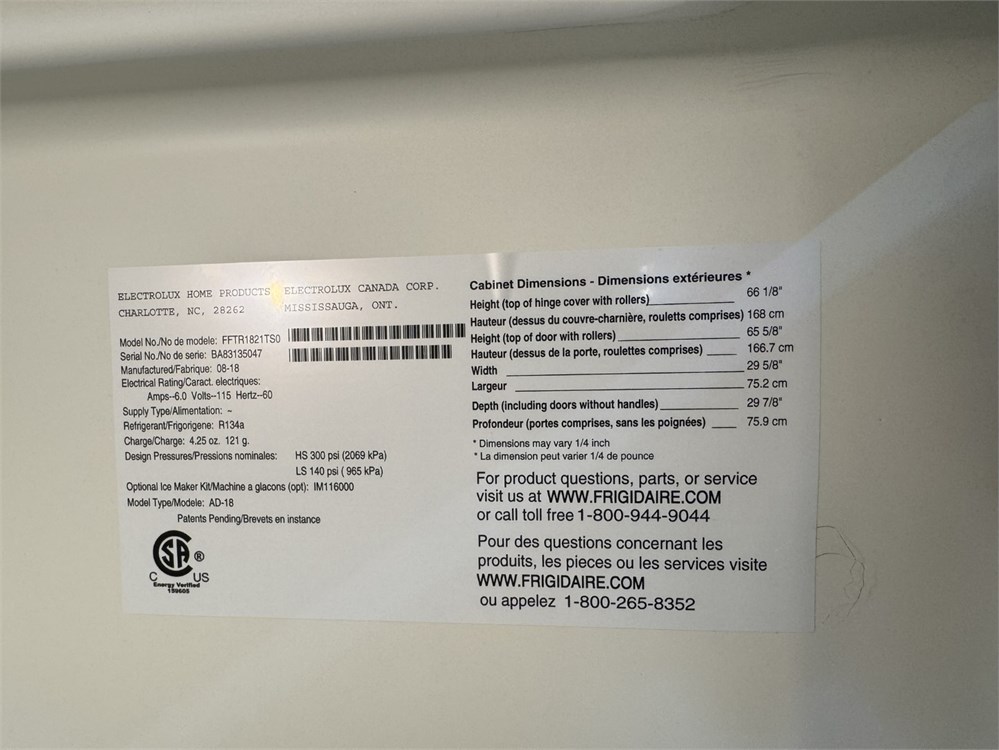 ELECTROLUX HOME PRODUCTS ELECTROLUX CANADA CORP.
CHARLOTTE, NC, 28262 MISSISSAUGA, ONT.
Model No./No de modele: FFTR1821TS0
Serial No./No de serie: BA83135047
Manufactured/Fabrique: 08-18
Electrical Rating/Caract. electriques:
Amps--6.0 Volts--115 Hertz--60
Supply Type/Alimentation: –
Refrigerant/Frigorigene: R134a
Charge/Charge: 4.25 oz. 121 g.
Design Pressures/Pressions nominales: HS 300 psi (2069 kPa)
LS 140 psi ( 965 kPa)
Optional Ice Maker Kit/Machine a glacons (opt): IM116000
Model Type/Modele: AD-18
Patents Pending/Brevets en instance
SA ®
C US
Energy Verified
159605
Cabinet Dimensions - Dimensions extérieures *
Height (top of hinge cover with rollers) 66 1/8"
Hauteur (dessus du couvre-charnière, rouletts comprises) 168 cm
Height (top of door with rollers) 65 5/8"
Hauteur (dessus de la porte, roulettes comprises) 166.7 cm
Width 29 5/8"
Largeur 75.2 cm
Depth (including doors without handles) 29 7/8"
Profondeur (portes comprises, sans les poignées) 75.9 cm
* Dimensions may vary 1/4 inch
* La dimension peut varier 1/4 de pounce
For product questions, parts, or service
visit us at WWW.FRIGIDAIRE.COM
or call toll free 1-800-944-9044
Pour des questions concernant les
produits, les pieces ou les services visite
WWW.FRIGIDAIRE.COM
ou appelez 1-800-265-8352